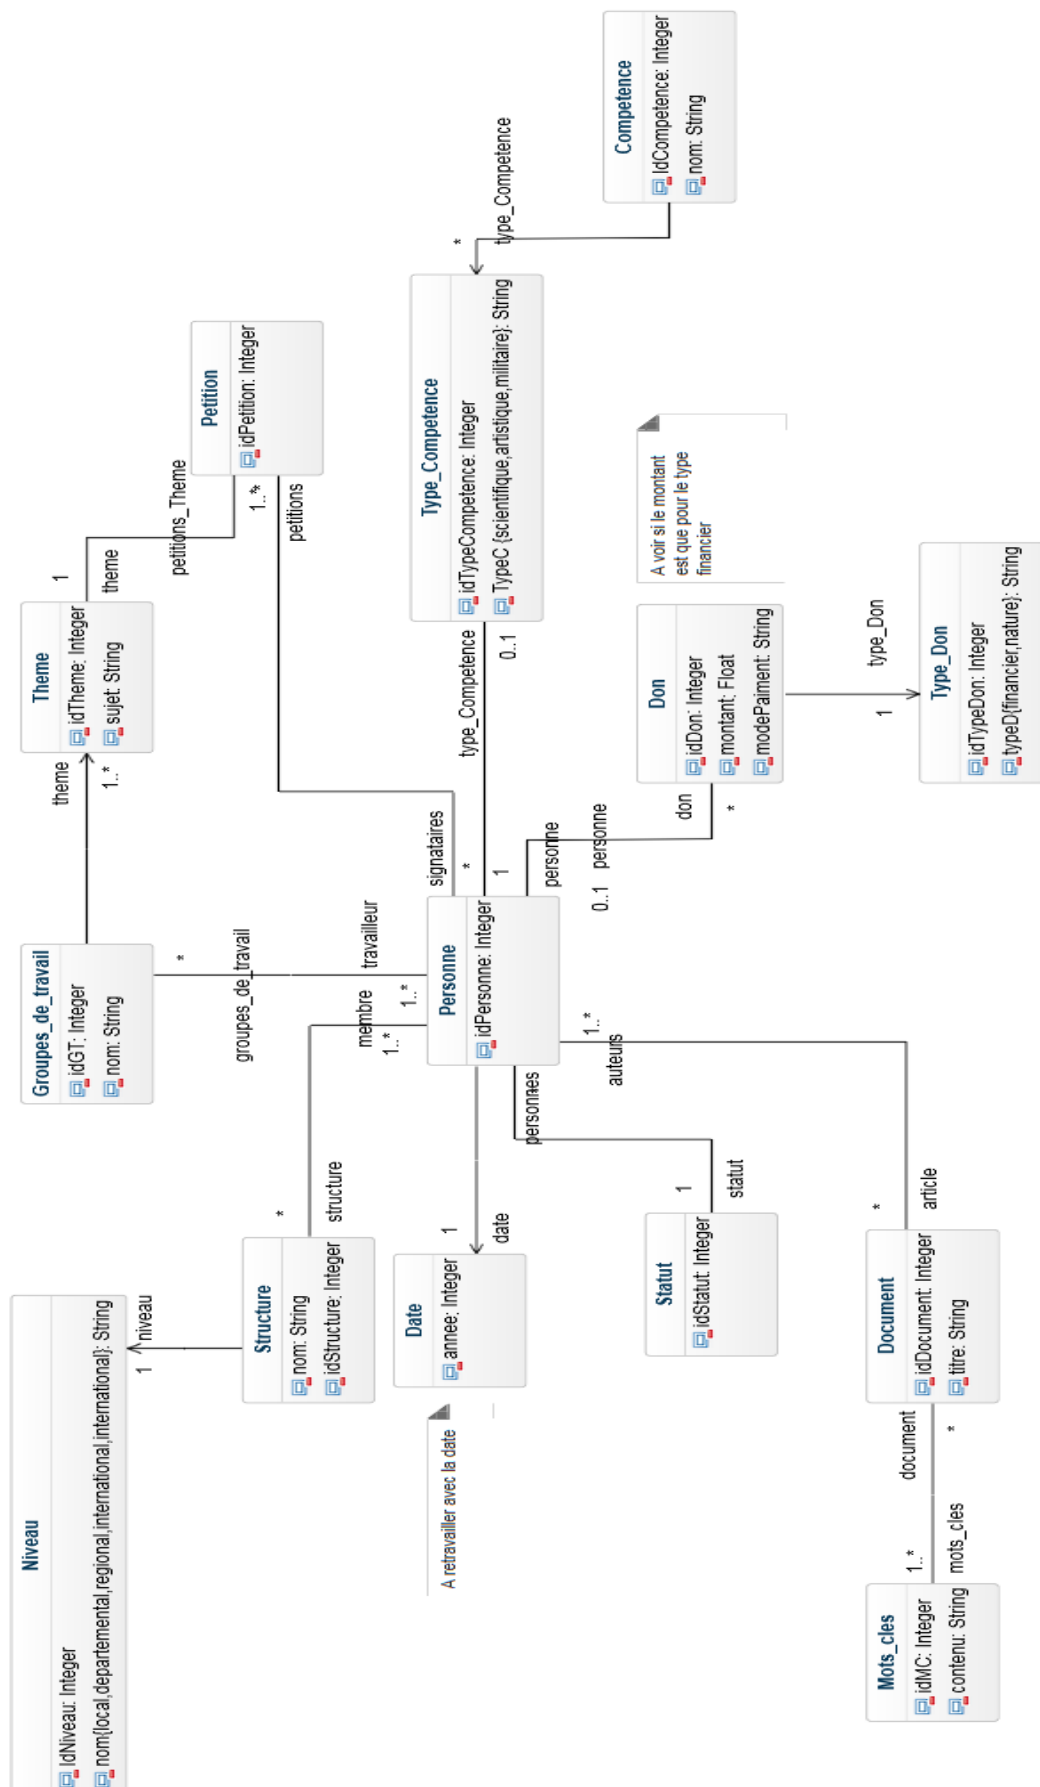 Niveau
IdNiveau: Integer
nom{local,departemental,regional,international,international}: String
1
niveau
Structure
nom: String
idStructure: Integer
*
structure
membre
1..*
Groupes_de_travail
idGT: Integer
nom: String
*
groupes_de_travail
travailleur
1..*
theme
1..*
Theme
idTheme: Integer
sujet: String
1
theme
petitions_Theme
*
Petition
idPetition: Integer
1..*
petitions
signataires
*
Personne
idPersonne: Integer
Date
annee: Integer
1
date
A retravailler avec la date
personnes
*
Statut
idStatut: Integer
1
statut
1..*
auteurs
*
article
Document
idDocument: Integer
titre: String
document
*
1..*
mots_cles
Mots_cles
idMC: Integer
contenu: String
1
type_Competence
0..1
Type_Competence
idTypeCompetence: Integer
TypeC {scientifique,artistique,militaire}: String
*
type_Competence
Competence
IdCompetence: Integer
nom: String
personne
0..1
personne
don
*
Don
idDon: Integer
montant: Float
modePaiment: String
A voir si le montant
est que pour le type
financier
1
type_Don
Type_Don
idTypeDon: Integer
typeD{financier,nature}: String